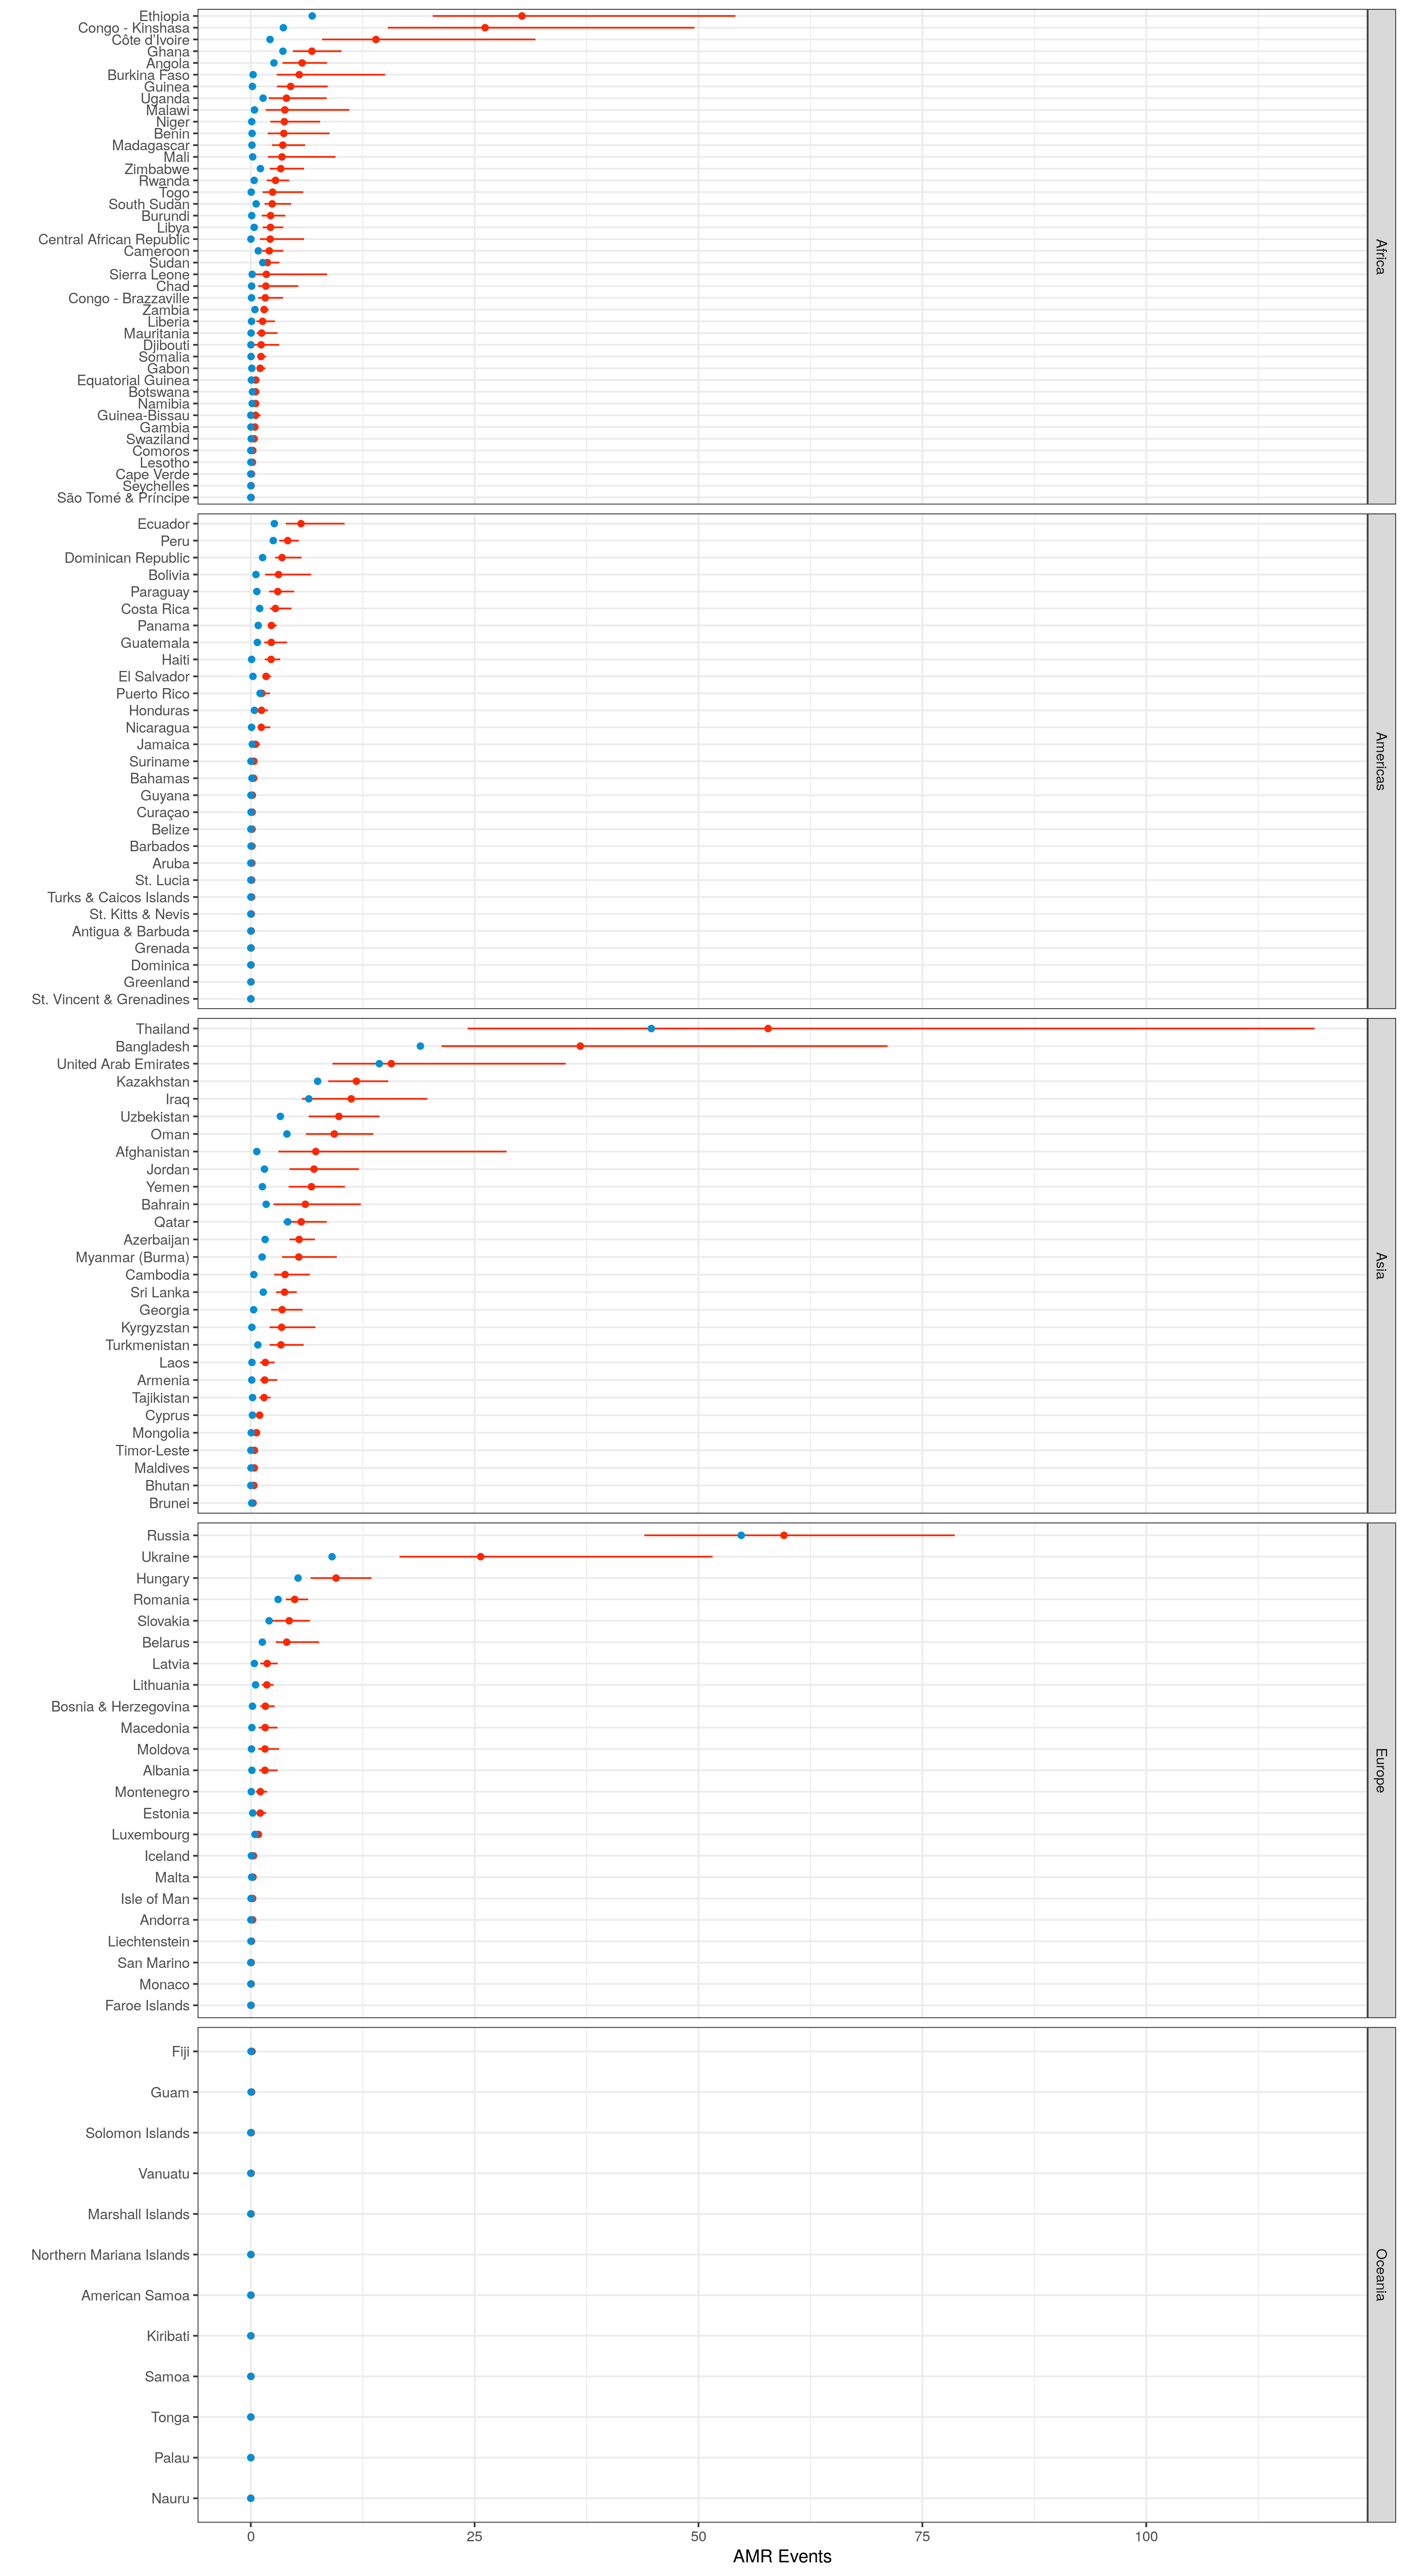 Ethiopia
Congo - Kinshasa
Côte d'Ivoire
Ghana
Angola
Burkina Faso
Guinea
Uganda
Malawi
Niger
Benin
Madagascar
Mali
Zimbabwe
Rwanda
Togo
South Sudan
Burundi
Libya
Central African Republic
Cameroon
Sudan
Sierra Leone
Chad
Congo - Brazzaville
Zambia
Liberia
Mauritania
Djibouti
Somalia
Gabon
Equatorial Guinea
Botswana
Namibia
Guinea-Bissau
Gambia
Swaziland
Comoros
Lesotho
Cape Verde
Seychelles
São Tomé & Príncipe
Africa
Ecuador
Peru
Dominican Republic
Bolivia
Paraguay
Costa Rica
Panama
Guatemala
Haiti
El Salvador
Puerto Rico
Honduras
Nicaragua
Jamaica
Suriname
Bahamas
Guyana
Curaçao
Belize
Barbados
Aruba
St. Lucia
Turks & Caicos Islands
St. Kitts & Nevis
Antigua & Barbuda
Grenada
Dominica
Greenland
St. Vincent & Grenadines
Americas
Thailand
Bangladesh
United Arab Emirates
Kazakhstan
Iraq
Uzbekistan
Oman
Afghanistan
Jordan
Yemen
Bahrain
Qatar
Azerbaijan
Myanmar (Burma)
Cambodia
Sri Lanka
Georgia
Kyrgyzstan
Turkmenistan
Laos
Armenia
Tajikistan
Cyprus
Mongolia
Timor-Leste
Maldives
Bhutan
Brunei
Asia
Russia
Ukraine
Hungary
Romania
Slovakia
Belarus
Latvia
Lithuania
Bosnia & Herzegovina
Macedonia
Moldova
Albania
Montenegro
Estonia
Luxembourg
Iceland
Malta
Isle of Man
Andorra
Liechtenstein
San Marino
Monaco
Faroe Islands
Europe
Fiji
Guam
Solomon Islands
Vanuatu
Marshall Islands
Northern Mariana Islands
American Samoa
Kiribati
Samoa
Tonga
Palau
Nauru
Oceania
0 25 50 75 100
AMR Events